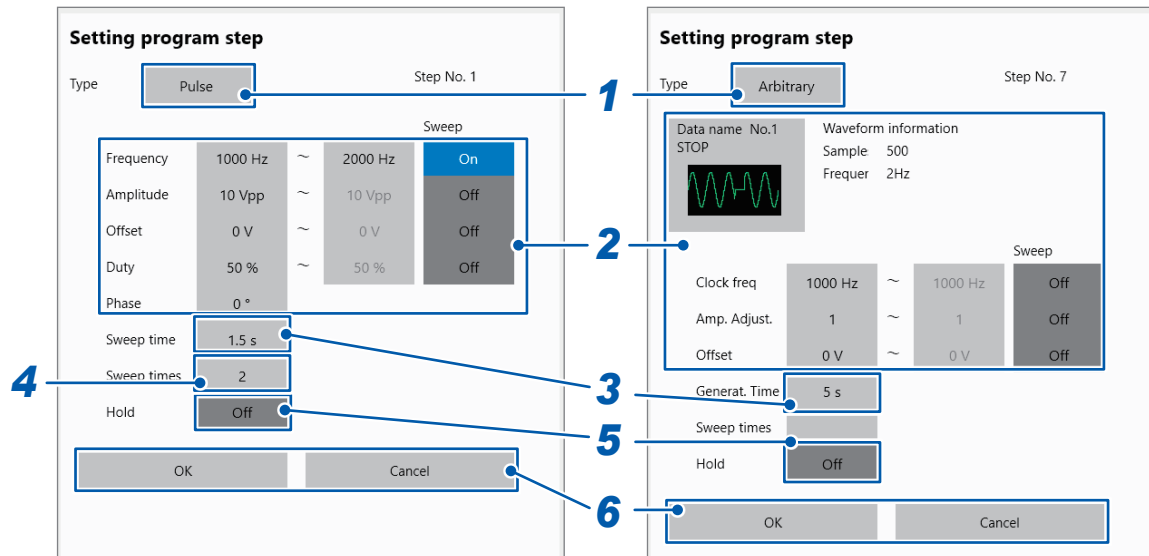 Setting program step
Type Pulse Step No. 1
Sweep
Frequency 1000 Hz ~ 2000 Hz On
Amplitude 10 Vpp ~ 10 Vpp Off
Offset 0 V ~ 0 V Off
Duty 50 % ~ 50 % Off
Phase 0 °
Sweep time 1.5 s
Sweep times 2
Hold Off
OK Cancel
1
2
3
4
5
6
Setting program step
Type Arbitrary Step No. 7
Data name No.1 Waveform information
STOP Sample 500
Frequer 2Hz
Sweep
Clock freq 1000 Hz ~ 1000 Hz Off
Amp. Adjust. 1 ~ 1 Off
Offset 0 V ~ 0 V Off
Generat. Time 5 s
Sweep times
Hold Off
OK Cancel